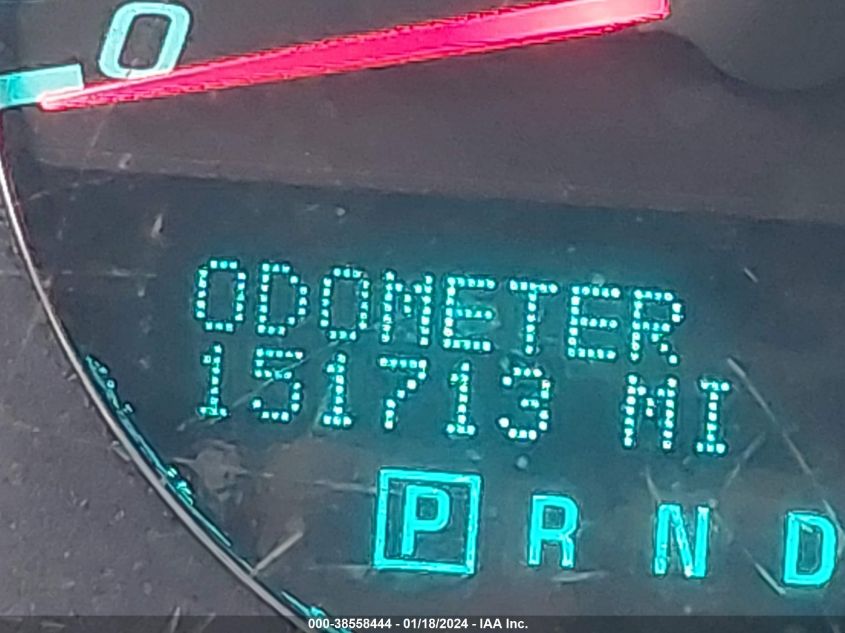 0
ODOMETER
151713 MI
P R N D
000-38558444 - 01/18/2024 - IAA Inc.